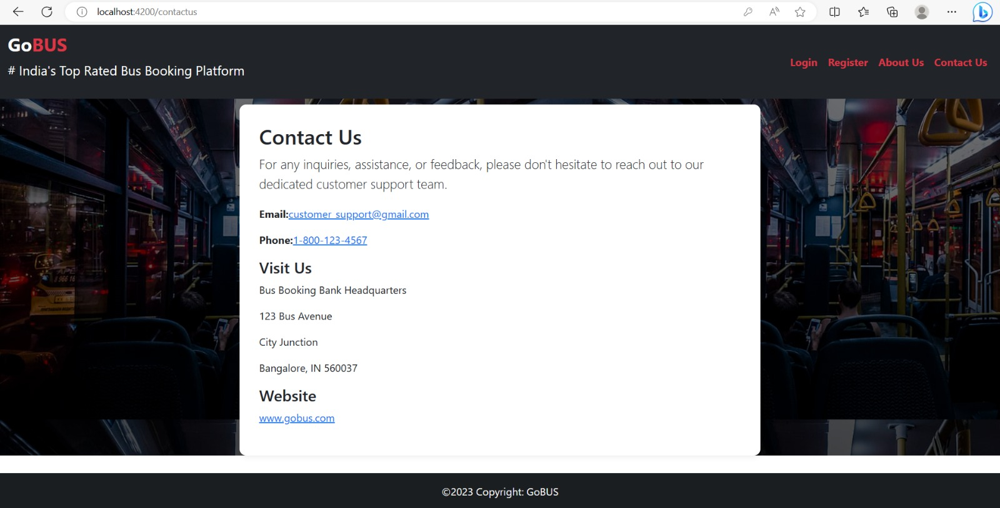 localhost:4200/contactus
GoBUS
# India's Top Rated Bus Booking Platform
Login Register About Us Contact Us
Contact Us
For any inquiries, assistance, or feedback, please don't hesitate to reach out to our
dedicated customer support team.
Email:customer_support@gmail.com
Phone:1-800-123-4567
Visit Us
Bus Booking Bank Headquarters
123 Bus Avenue
City Junction
Bangalore, IN 560037
Website
www.gobus.com
©2023 Copyright: GoBUS